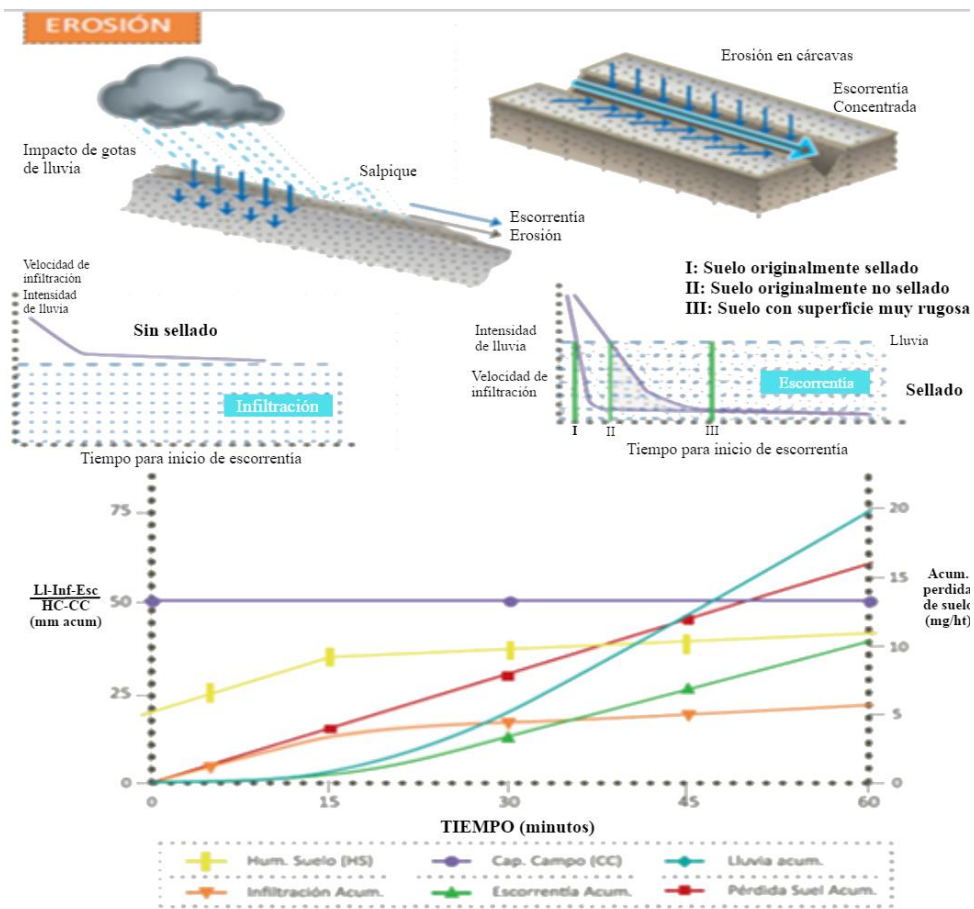 EROSIÓN
Impacto de gotas
de lluvia
Salpique
Escorrentía
Erosión
Erosión en cárcavas
Escorrentía
Concentrada
Velocidad de
infiltración
Intensidad
de lluvia
Sin sellado
Infiltración
Tiempo para inicio de escorrentía
I: Suelo originalmente sellado
II: Suelo originalmente no sellado
III: Suelo con superficie muy rugosa
Intensidad
de lluvia
Velocidad de
infiltración
Lluvia
Escorrentía
Sellado
I II III
Tiempo para inicio de escorrentía
Ll-Inf-Esc
HC-CC
(mm acum)
75
50
25
0
20
15
10
5
0
Acum.
perdida
de suelo
(mg/ht)
0 15 30 45 60
TIEMPO (minutos)
Hum. Suelo (HS) Cap. Campo (CC) Lluvia acum.
Infiltración Acum. Escorrentía Acum. Pérdida Suel Acum.